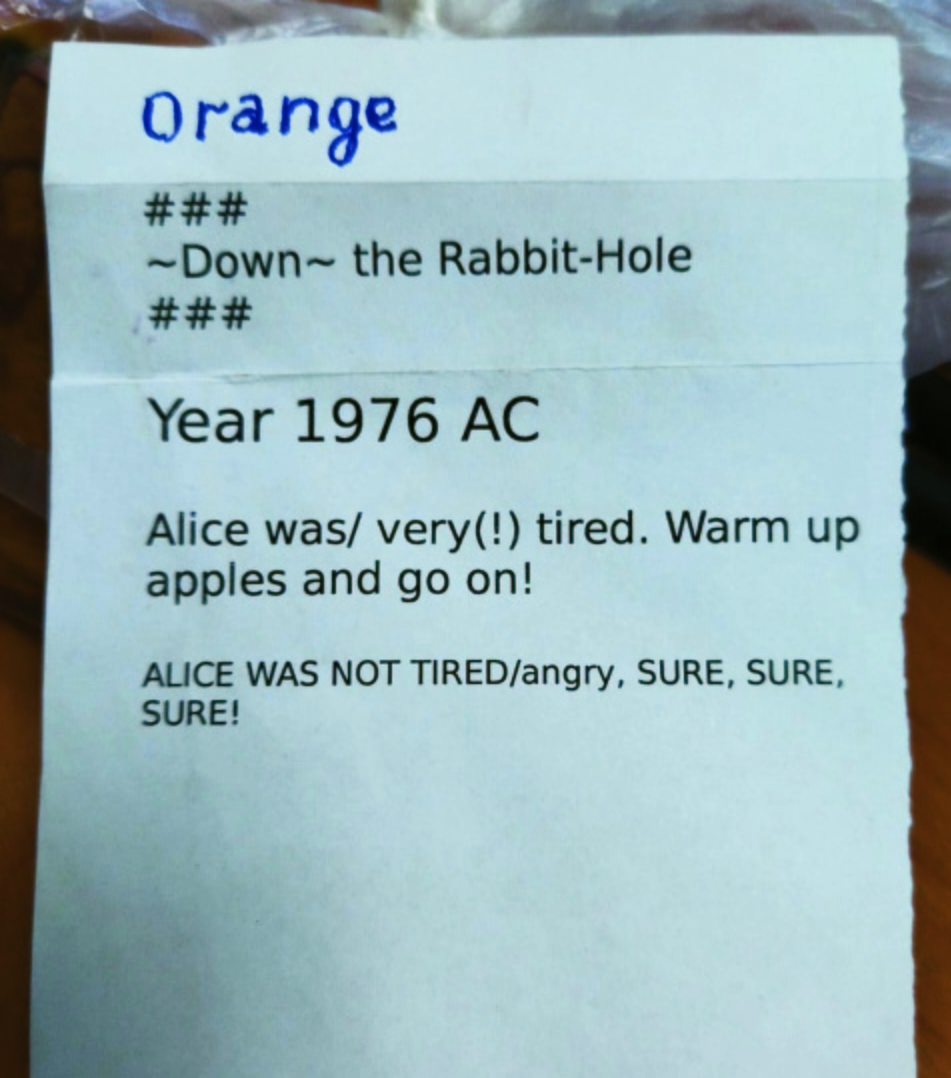 Orange
###
~Down~ the Rabbit-Hole
###
Year 1976 AC
Alice was/ very(!) tired. Warm up
apples and go on!
ALICE WAS NOT TIRED/angry, SURE, SURE,
SURE!